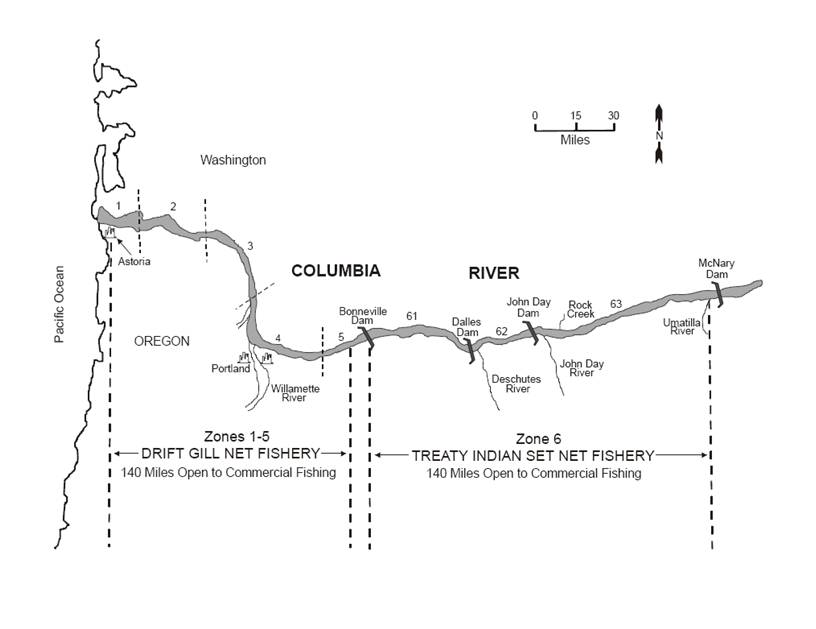 0 15 30
Miles
N
Washington
1
2
3
Astoria
COLUMBIA RIVER
McNary
Dam
Pacific Ocean
OREGON
Bonneville
Dam
61
Dalles
Dam
62
John Day
Dam
Rock
Creek
63
Umatilla
River
4
5
Portland
Willamette
River
Deschutes
River
John Day
River
Zones 1-5
DRIFT GILL NET FISHERY
140 Miles Open to Commercial Fishing
Zone 6
TREATY INDIAN SET NET FISHERY
140 Miles Open to Commercial Fishing